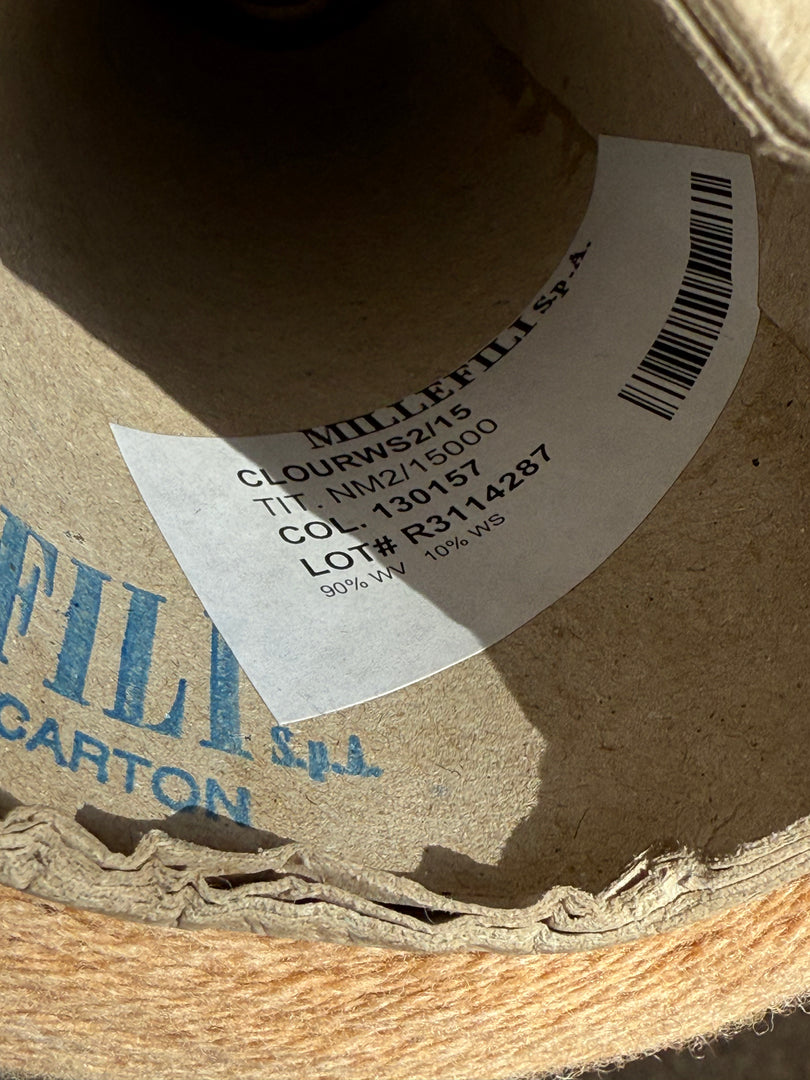 MILLEFILI S.p.A.
CLOURWS2/15
TIT. NM2/15000
COL. 130157
LOT# R3114287
90% WV 10% WS
FILI S.p.A.
CARTON